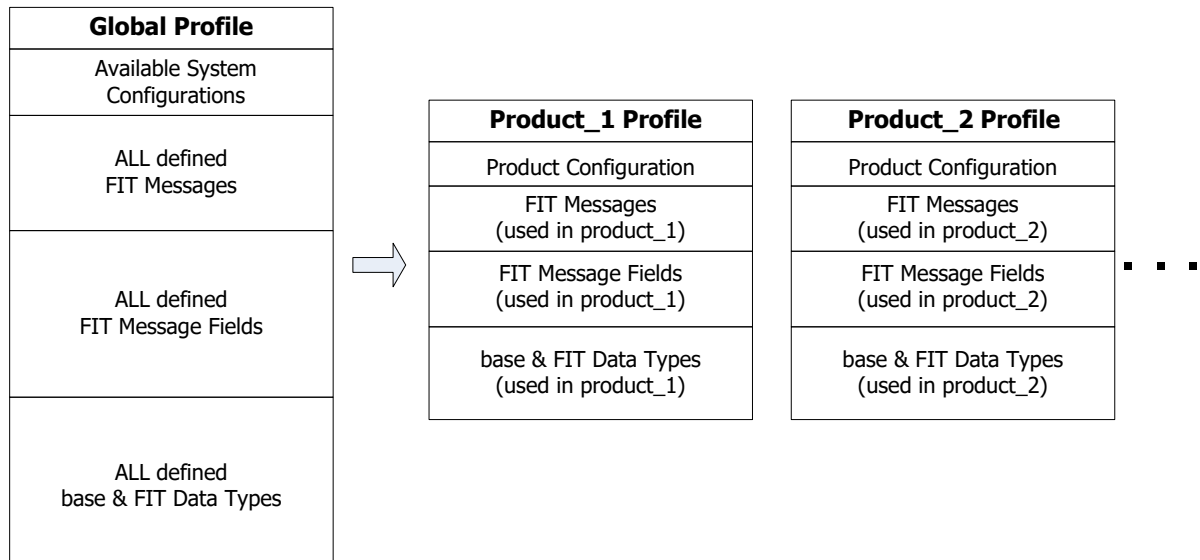 Global Profile
Available System
Configurations
ALL defined
FIT Messages
ALL defined
FIT Message Fields
ALL defined
base & FIT Data Types
Product_1 Profile
Product Configuration
FIT Messages
(used in product_1)
FIT Message Fields
(used in product_1)
base & FIT Data Types
(used in product_1)
Product_2 Profile
Product Configuration
FIT Messages
(used in product_2)
FIT Message Fields
(used in product_2)
base & FIT Data Types
(used in product_2)
. . .